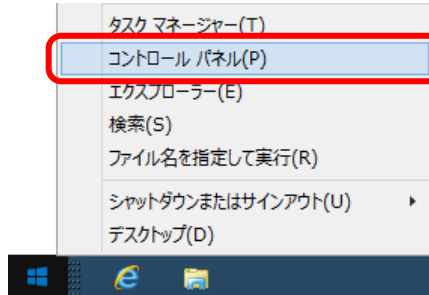 タスク マネージャー(T)
コントロール パネル(P)
エクスプローラー(E)
検索(S)
ファイル名を指定して実行(R)
シャットダウンまたはサインアウト(U)
デスクトップ(D)